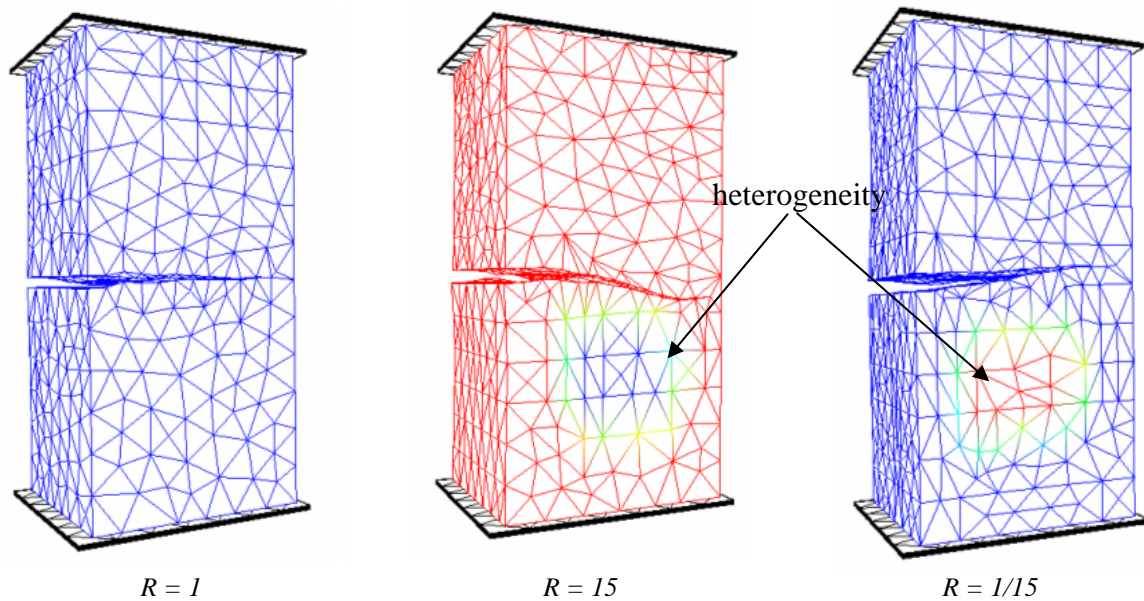 heterogeneity
R = 1
R = 15
R = 1/15